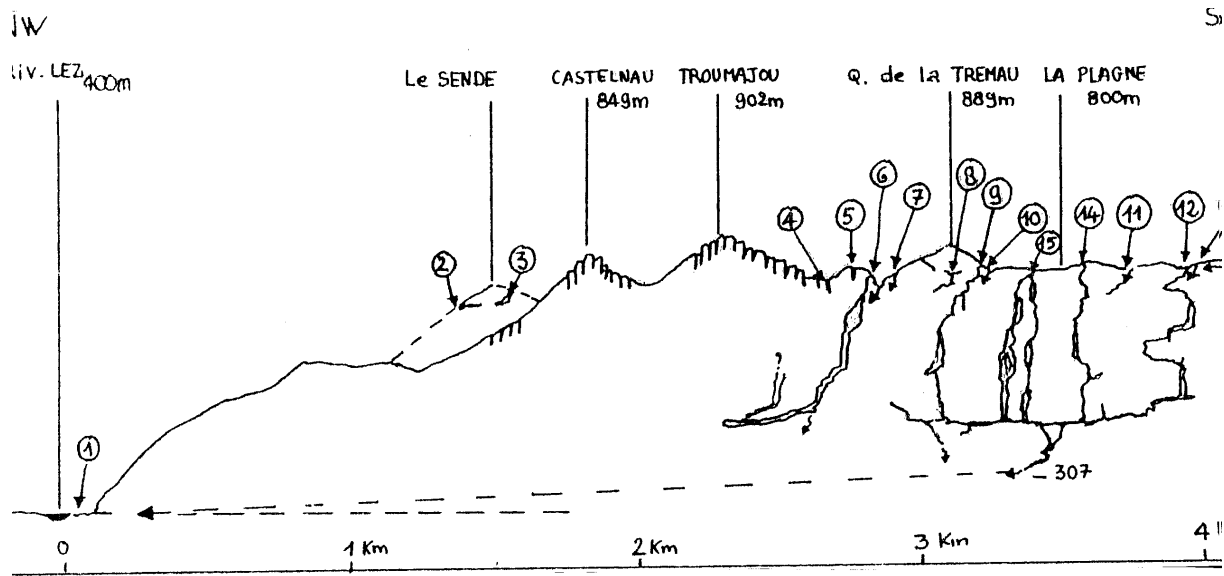 NW
riv. LEZ 400m
Le SENDE
CASTELNAU
849m
TROUMAJOU
902m
Q. de la TREMAU
889m
LA PLAGNE
800m
6
8
7
9
4
5
10
15
14
11
12
2
3
1
?
307
0
1 Km
2 Km
3 Km
4